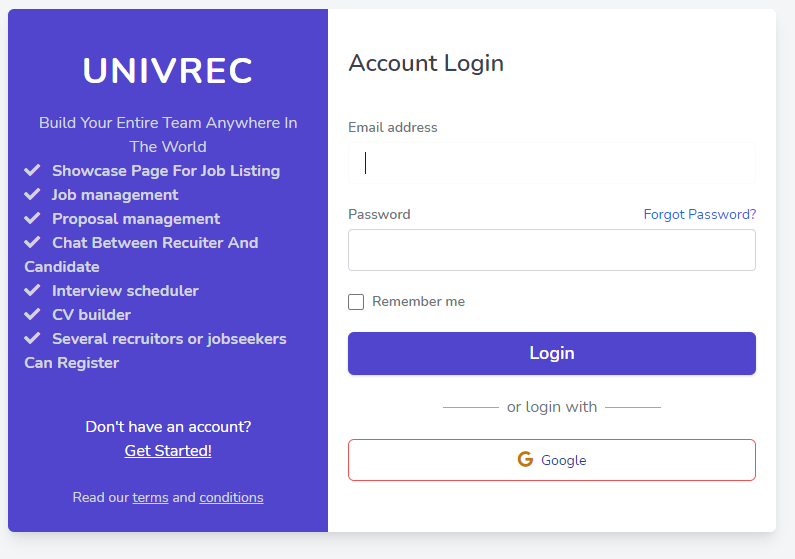 UNIVREC
Build Your Entire Team Anywhere In
The World
Showcase Page For Job Listing
Job management
Proposal management
Chat Between Recuiter And
Candidate
Interview scheduler
CV builder
Several recruitors or jobseekers
Can Register
Don't have an account?
Get Started!
Read our terms and conditions
Account Login
Email address
Password Forgot Password?
Remember me
Login
or login with
Google